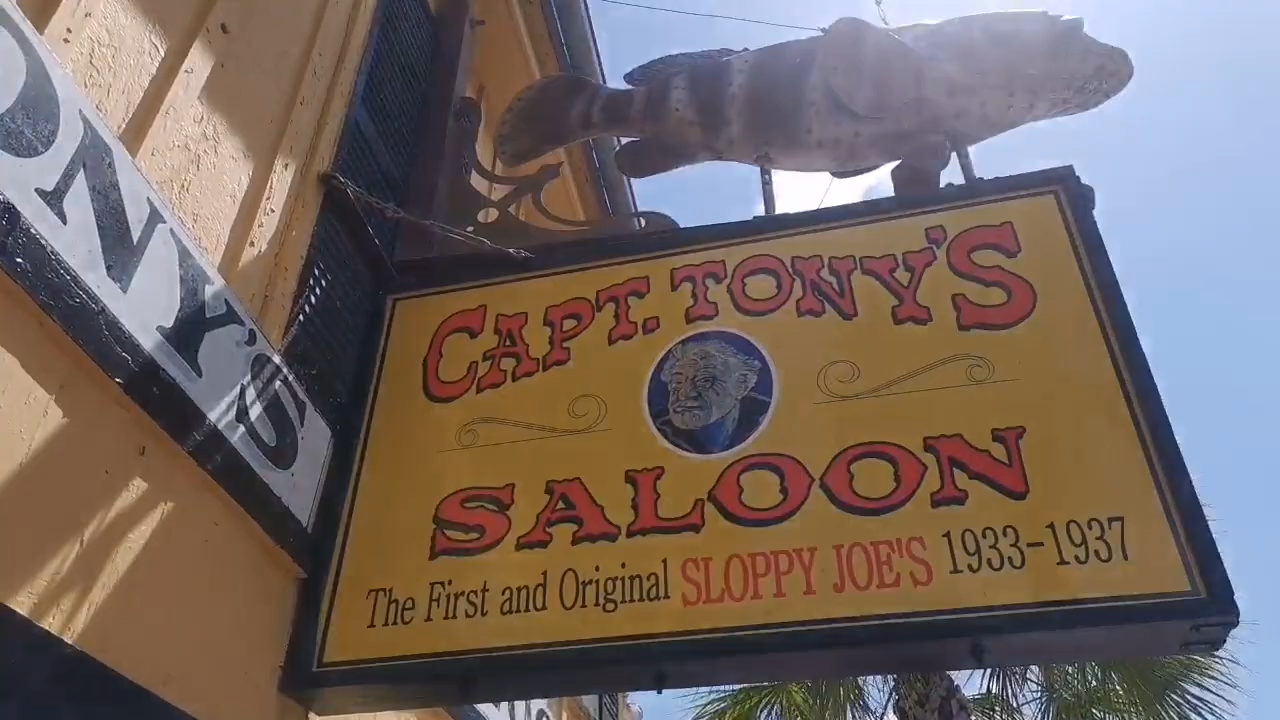 ONY'S
CAPT. TONY'S
SALOON
The First and Original SLOPPY JOE'S 1933-1937